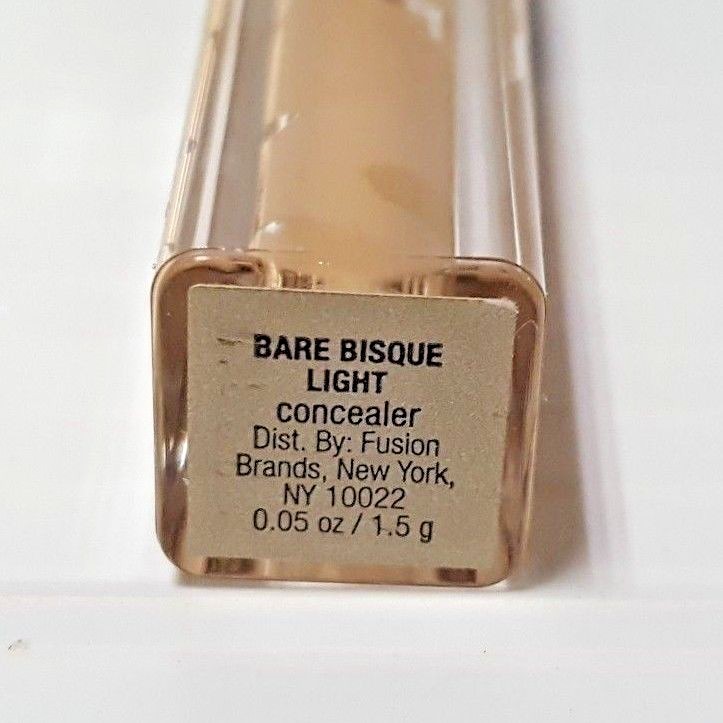 BARE BISQUE
LIGHT
concealer
Dist. By: Fusion
Brands, New York,
NY 10022
0.05 oz / 1.5 g